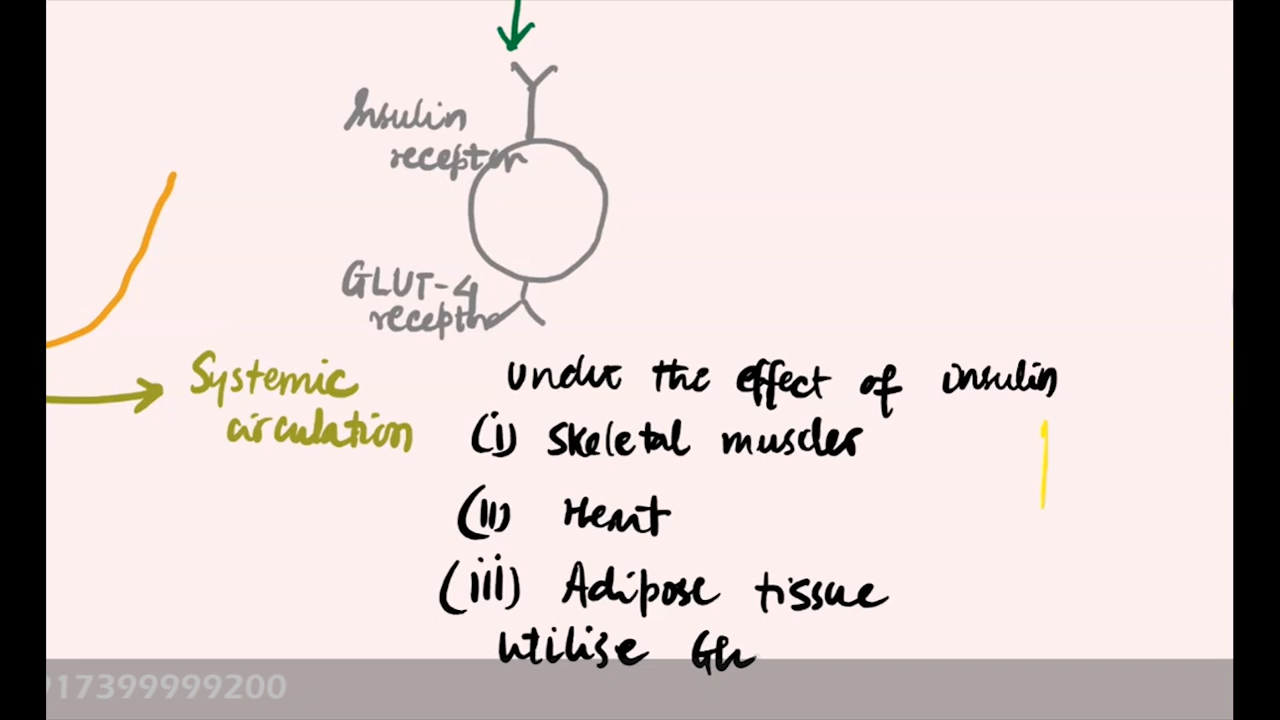 Insulin
receptor
GLUT-4
receptor
Systemic
circulation
Under the effect of insulin
(i) Skeletal muscles
(ii) Heart
(iii) Adipose tissue
utilise Glu
917399999200